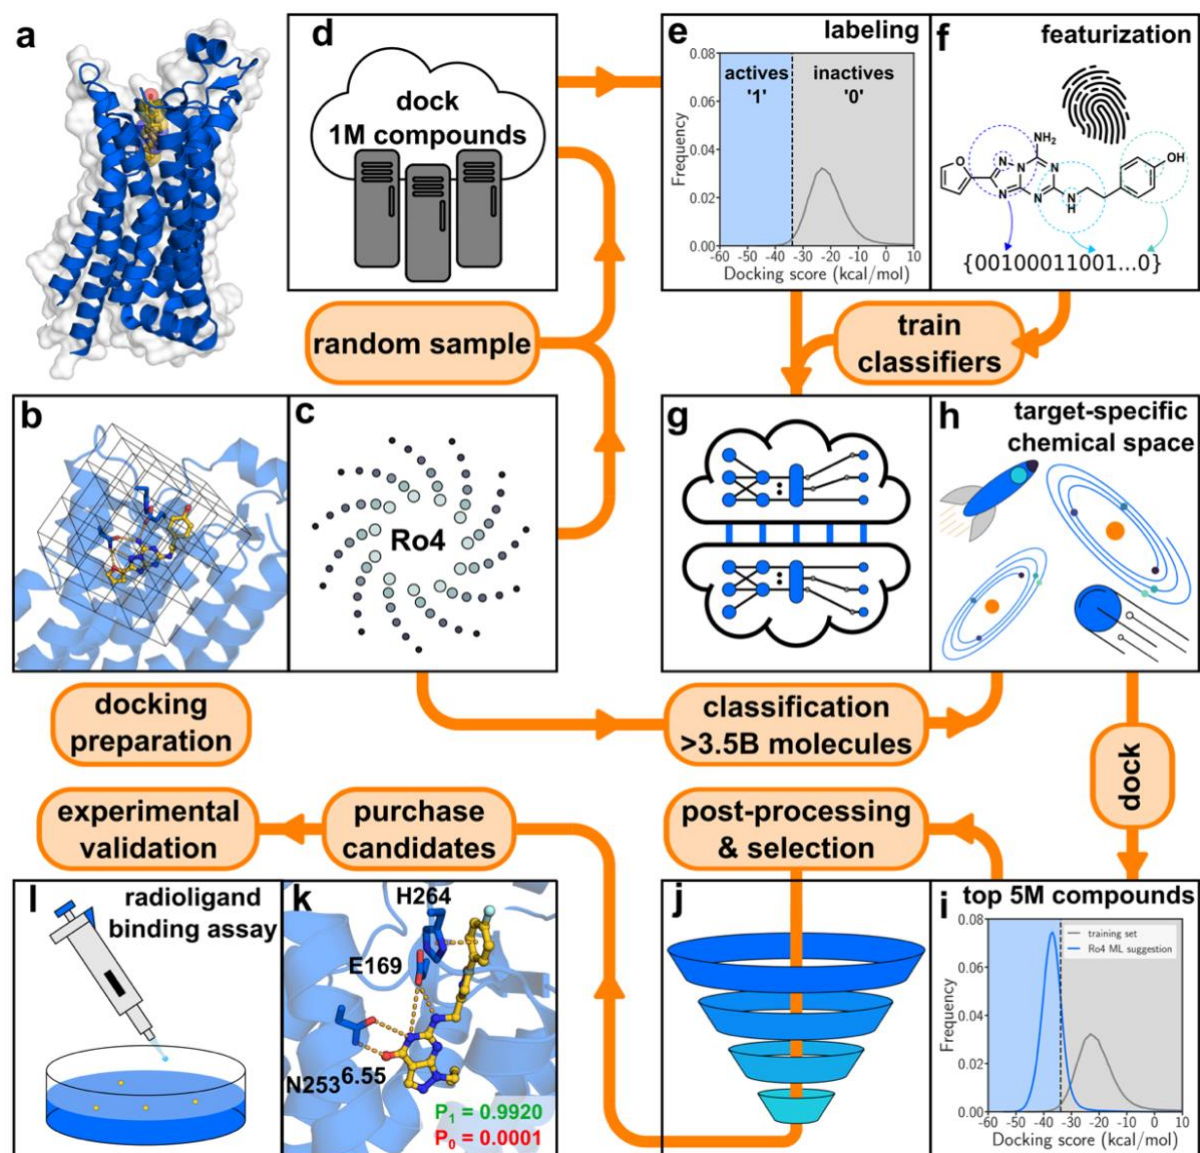 a
d
dock
1M compounds
e
labeling
actives
'1'
inactives
'0'
Frequency
0.08
0.06
0.04
0.02
0.00
-60 -50 -40 -30 -20 -10 0 10
Docking score (kcal/mol)
f
featurization
NH₂
N
N
N
N
N
N
H
O
OH
{00100011001...0}
random sample
train
classifiers
b
c
Ro4
g
h
target-specific
chemical space
docking
preparation
classification
>3.5B molecules
dock
experimental
validation
purchase
candidates
post-processing
& selection
l
radioligand
binding assay
k
H264
E169
N253⁶·⁵⁵
P₁ = 0.9920
P₀ = 0.0001
j
i
top 5M compounds
training set
Ro4 ML suggestion
Frequency
0.08
0.06
0.04
0.02
0.00
-60 -50 -40 -30 -20 -10 0 10
Docking score (kcal/mol)